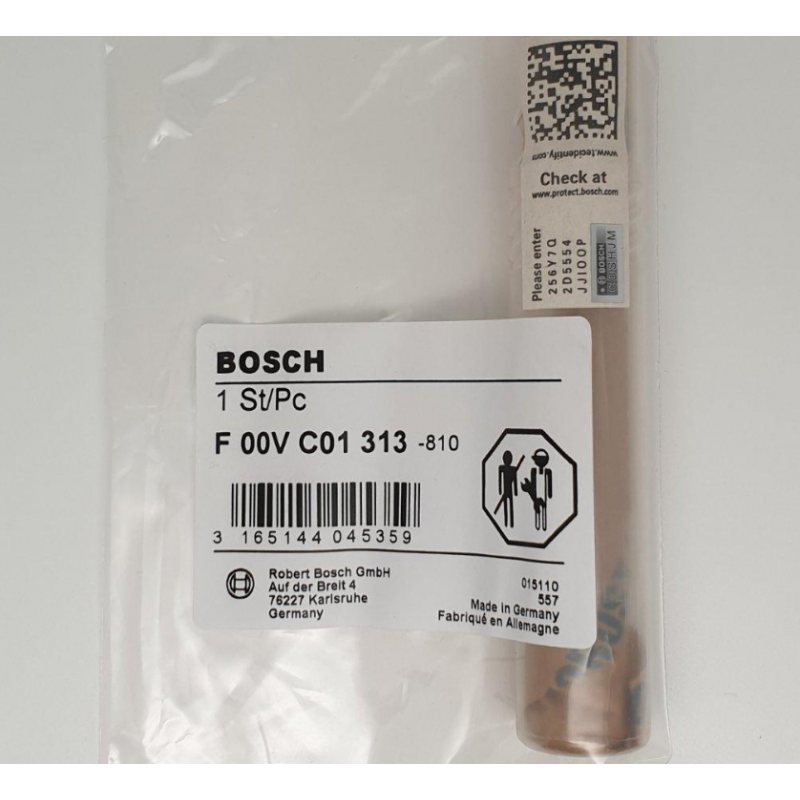 www.tecidentify.com
Check at
www.protect.bosch.com
Please enter
256Y7Q
2D5554
JJIOOP
BOSCH
BOSCH
1 St/Pc
F 00V C01 313 -810
3 165144 045359
Robert Bosch GmbH
Auf der Breit 4
76227 Karlsruhe
Germany
015110
557
Made in Germany
Fabriqué en Allemagne